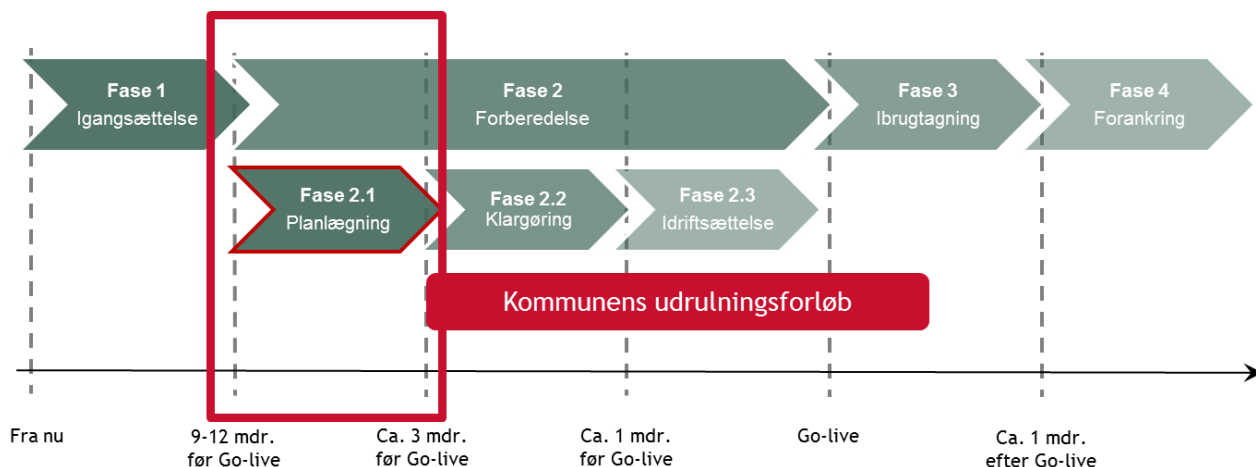 Fase 1
Igangsættelse
Fase 2
Forberedelse
Fase 3
Ibrugtagning
Fase 4
Forankring
Fase 2.1
Planlægning
Fase 2.2
Klargøring
Fase 2.3
Idriftsættelse
Kommunens udrulningsforløb
Fra nu
9-12 mdr.
før Go-live
Ca. 3 mdr.
før Go-live
Ca. 1 mdr.
før Go-live
Go-live
Ca. 1 mdr.
efter Go-live